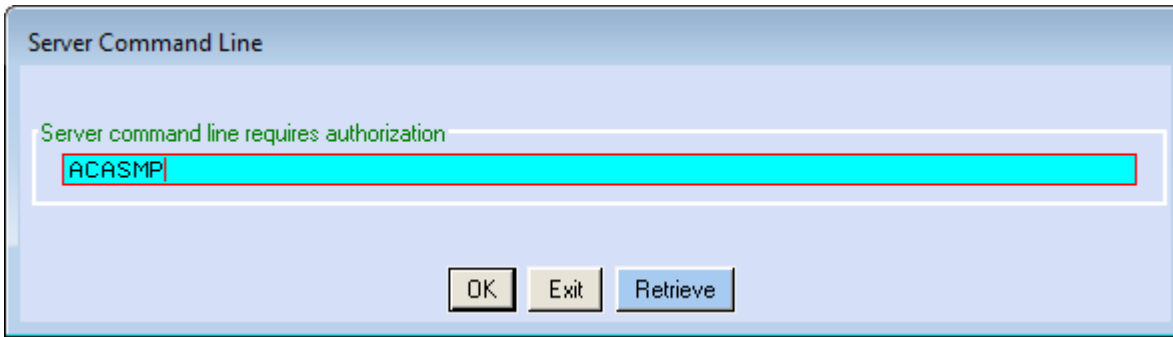 Server Command Line
Server command line requires authorization
ACASMP
OK Exit Retrieve